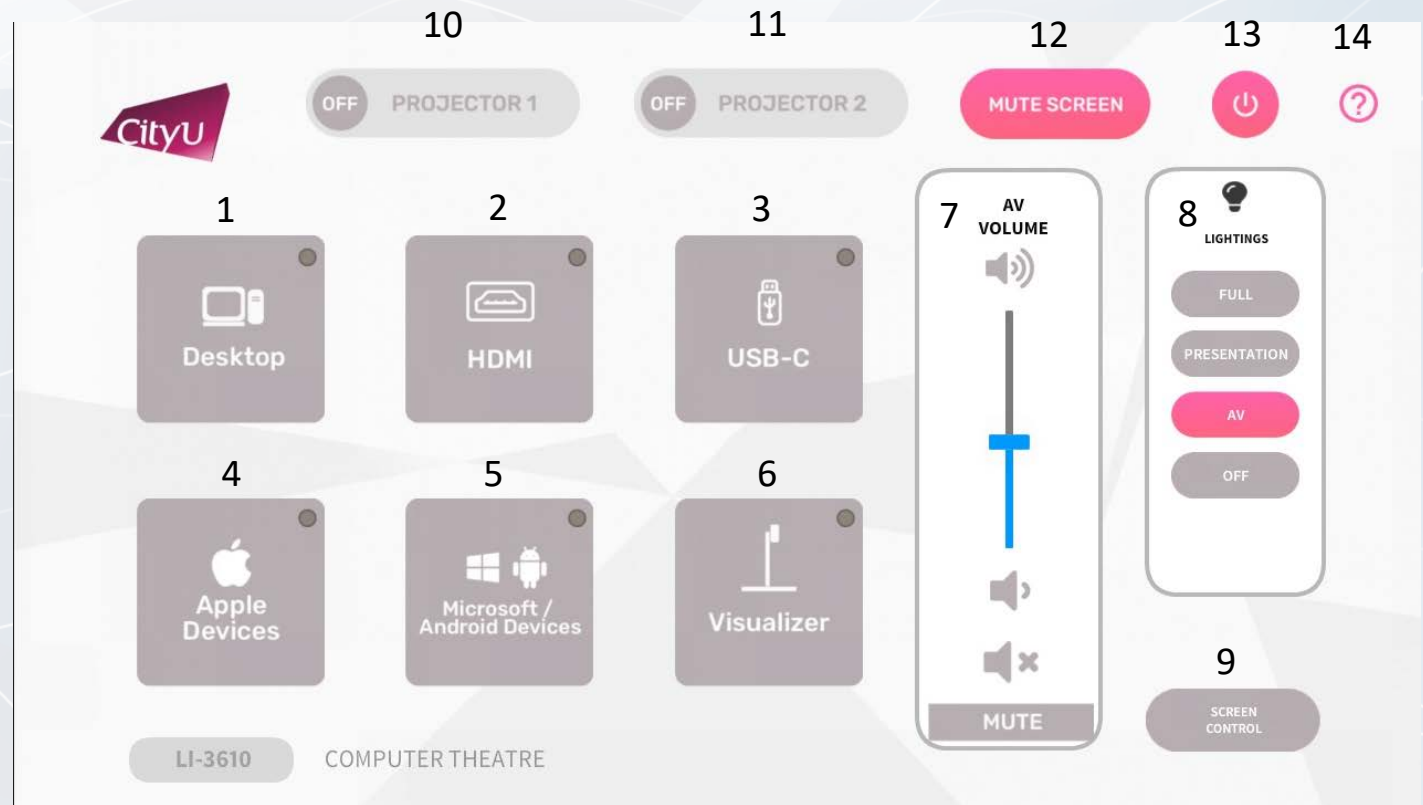 10
11
12
13
14
CityU
OFF PROJECTOR 1
OFF PROJECTOR 2
MUTE SCREEN
1
2
3
Desktop
HDMI
USB-C
4
5
6
Apple
Devices
Microsoft /
Android Devices
Visualizer
7
AV
VOLUME
MUTE
8
LIGHTINGS
FULL
PRESENTATION
AV
OFF
9
SCREEN
CONTROL
LI-3610
COMPUTER THEATRE